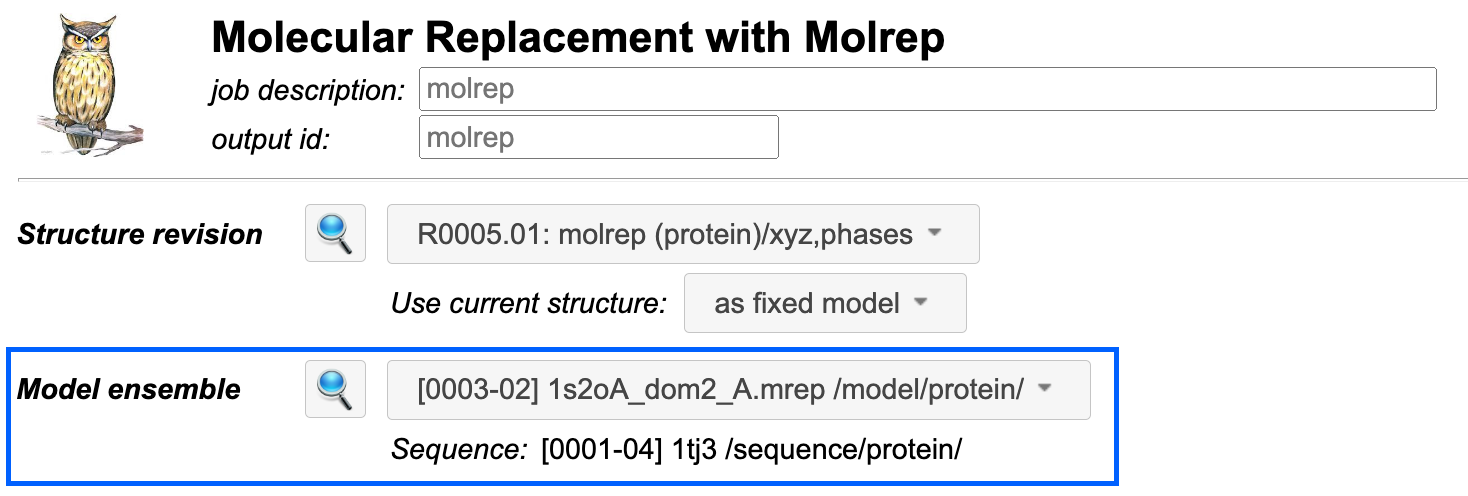 Molecular Replacement with Molrep
job description: molrep
output id: molrep
Structure revision R0005.01: molrep (protein)/xyz,phases
Use current structure: as fixed model
Model ensemble [0003-02] 1s2oA_dom2_A.mrep /model/protein/
Sequence: [0001-04] 1tj3 /sequence/protein/